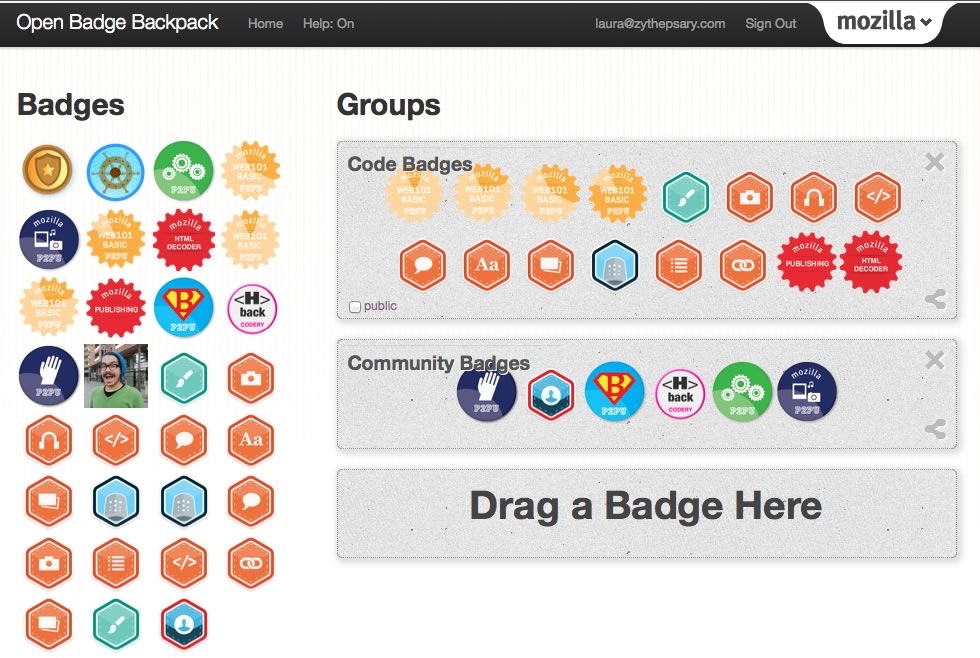 Open Badge Backpack Home Help: On laura@zythepsary.com Sign Out mozilla
Badges
mozilla
WEB101
BASIC
P2PU
P2PU
mozilla
P2PU
mozilla
WEB101
BASIC
P2PU
mozilla
HTML
DECODER
mozilla
WEB101
BASIC
P2PU
mozilla
WEB101
BASIC
P2PU
mozilla
PUBLISHING
B
P2PU
<H>
back
CODERY
P2PU
</>
Aa
</>
Groups
Code Badges
mozilla
WEB101
BASIC
P2PU
mozilla
WEB101
BASIC
P2PU
mozilla
WEB101
BASIC
P2PU
mozilla
WEB101
BASIC
P2PU
</>
Aa
mozilla
PUBLISHING
mozilla
HTML
DECODER
public
Community Badges
P2PU
B
P2PU
<H>
back
CODERY
P2PU
mozilla
P2PU
Drag a Badge Here